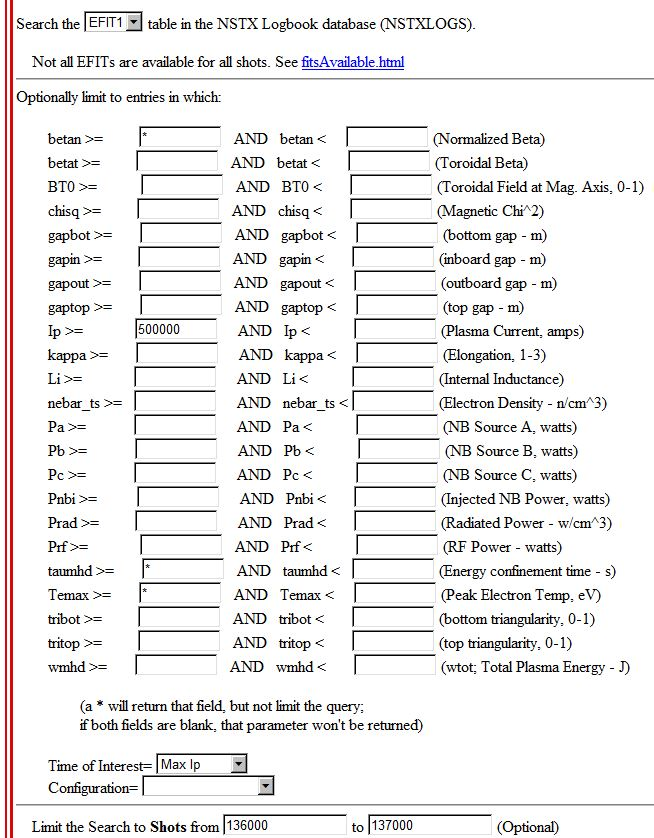 Search the EFIT1 table in the NSTX Logbook database (NSTXLOGS).
Not all EFITs are available for all shots. See fitsAvailable.html
Optionally limit to entries in which:
betan >= * AND betan < (Normalized Beta)
betat >= AND betat < (Toroidal Beta)
BT0 >= AND BT0 < (Toroidal Field at Mag. Axis, 0-1)
chisq >= AND chisq < (Magnetic Chi^2)
gapbot >= AND gapbot < (bottom gap - m)
gapin >= AND gapin < (inboard gap - m)
gapout >= AND gapout < (outboard gap - m)
gaptop >= AND gaptop < (top gap - m)
Ip >= 500000 AND Ip < (Plasma Current, amps)
kappa >= AND kappa < (Elongation, 1-3)
Li >= AND Li < (Internal Inductance)
nebar_ts >= AND nebar_ts < (Electron Density - n/cm^3)
Pa >= AND Pa < (NB Source A, watts)
Pb >= AND Pb < (NB Source B, watts)
Pc >= AND Pc < (NB Source C, watts)
Pnbi >= AND Pnbi < (Injected NB Power, watts)
Prad >= AND Prad < (Radiated Power - w/cm^3)
Prf >= AND Prf < (RF Power - watts)
taumhd >= * AND taumhd < (Energy confinement time - s)
Temax >= * AND Temax < (Peak Electron Temp, eV)
tribot >= AND tribot < (bottom triangularity, 0-1)
tritop >= AND tritop < (top triangularity, 0-1)
wmhd >= AND wmhd < (wtot; Total Plasma Energy - J)
(a * will return that field, but not limit the query;
if both fields are blank, that parameter won't be returned)
Time of Interest= Max Ip
Configuration=
Limit the Search to Shots from 136000 to 137000 (Optional)